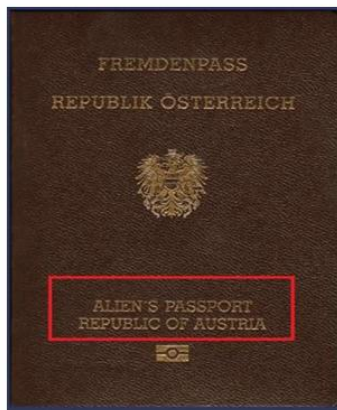 FREMDENPASS
REPUBLIK ÖSTERREICH
ALIEN'S PASSPORT
REPUBLIC OF AUSTRIA